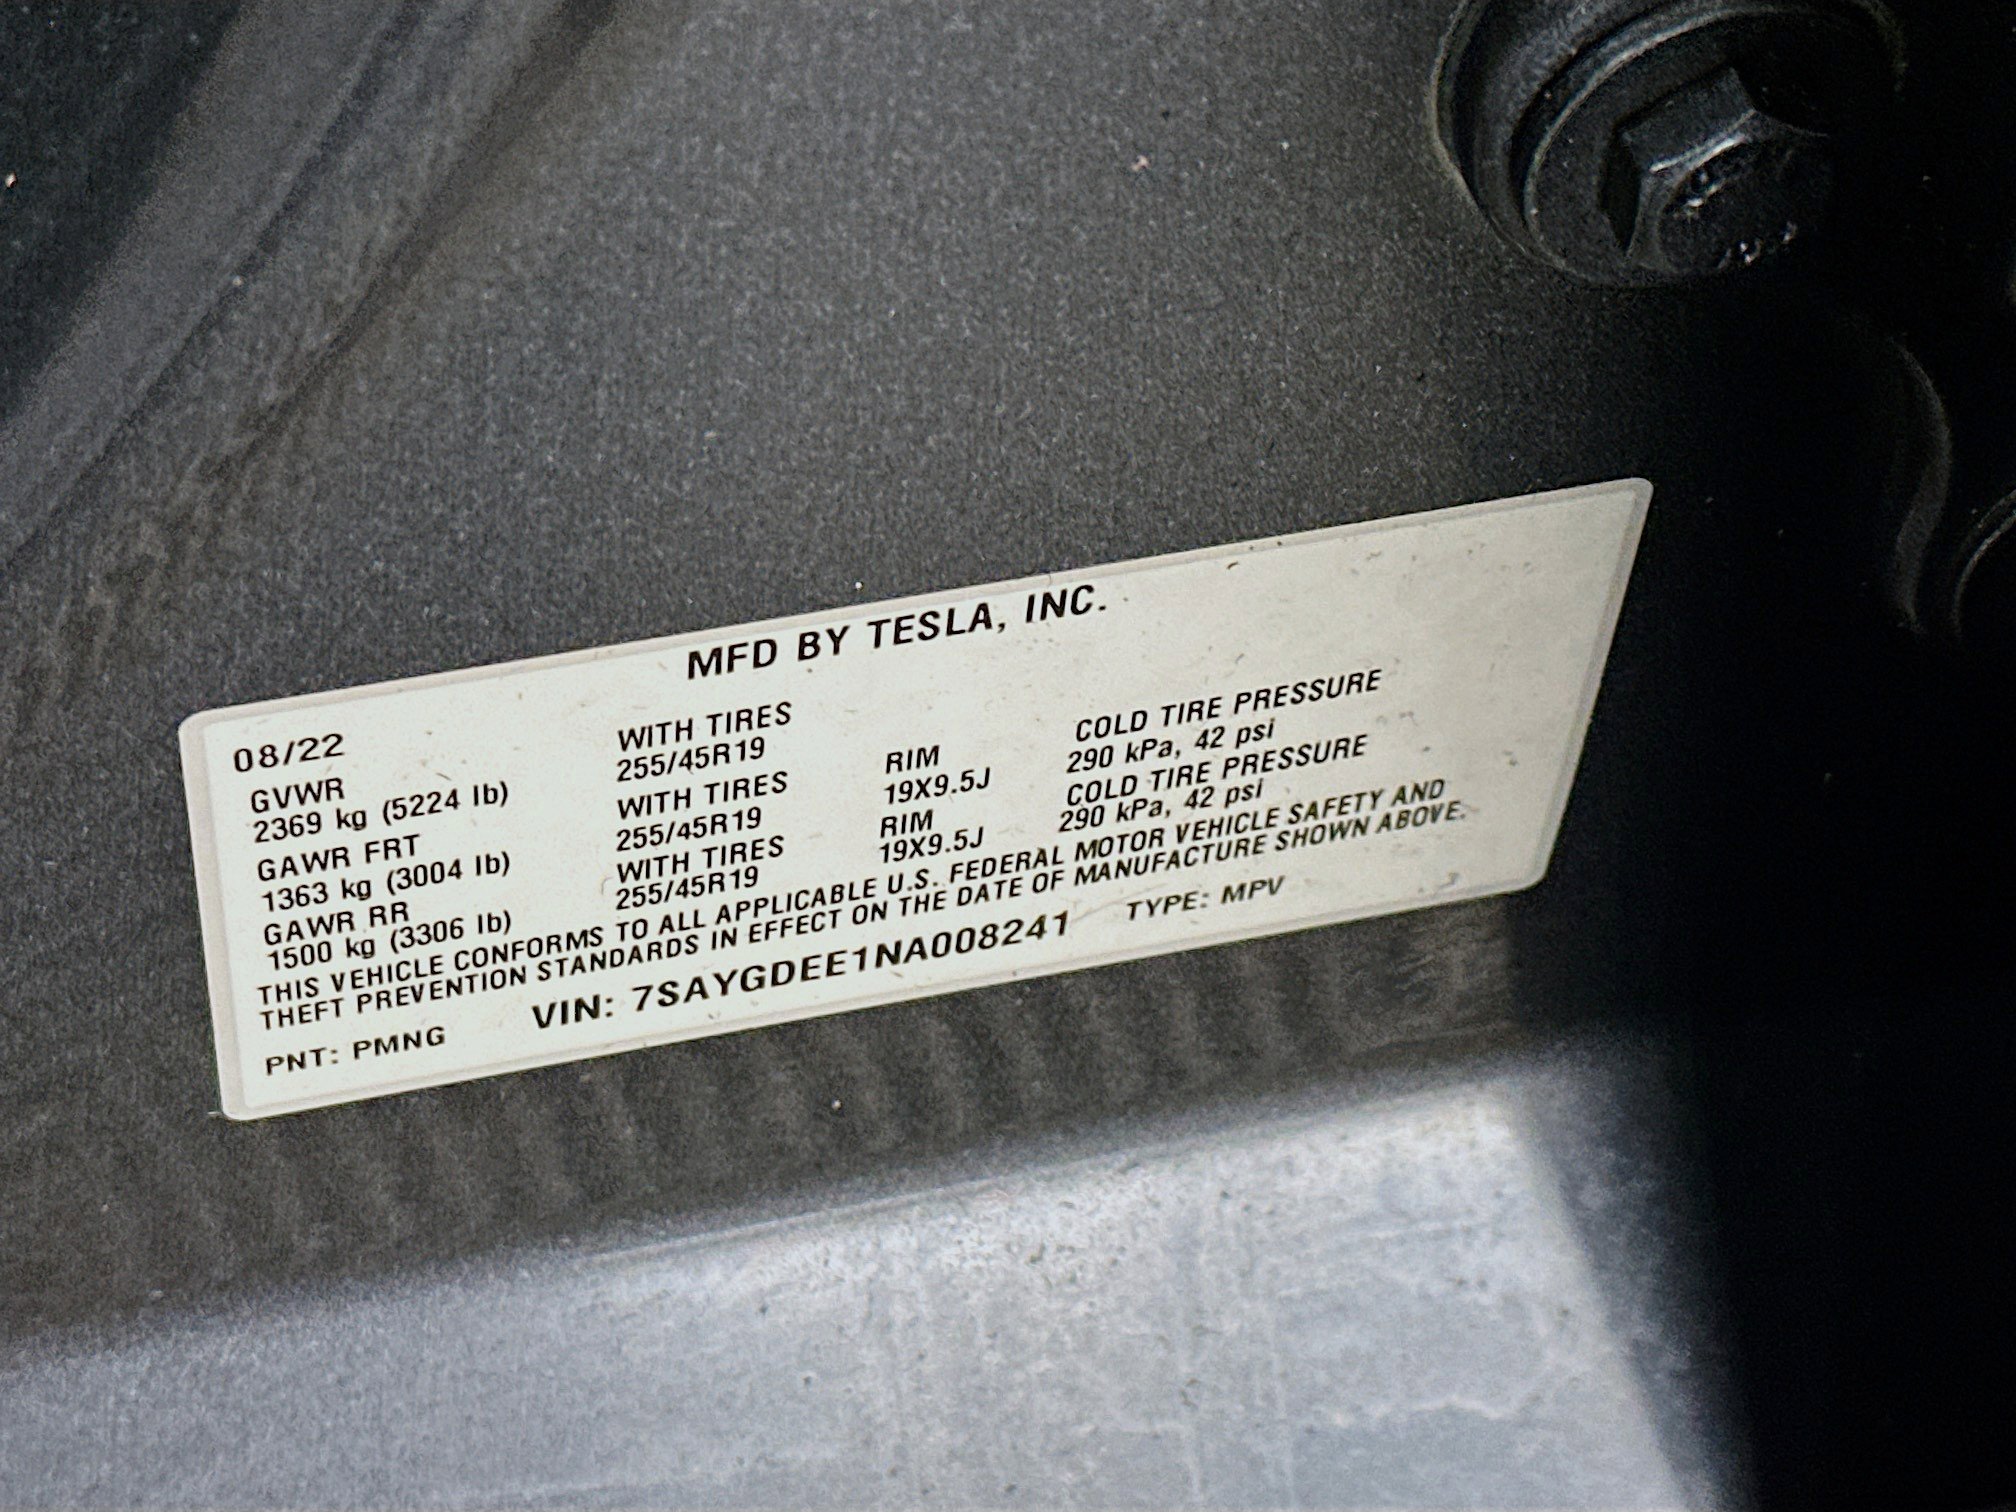 MFD BY TESLA, INC.
08/22
GVWR WITH TIRES RIM COLD TIRE PRESSURE
2369 kg (5224 lb) 255/45R19 19X9.5J 290 kPa, 42 psi
GAWR FRT WITH TIRES RIM COLD TIRE PRESSURE
1363 kg (3004 lb) 255/45R19 19X9.5J 290 kPa, 42 psi
GAWR RR WITH TIRES
1500 kg (3306 lb) 255/45R19
THIS VEHICLE CONFORMS TO ALL APPLICABLE U.S. FEDERAL MOTOR VEHICLE SAFETY AND
THEFT PREVENTION STANDARDS IN EFFECT ON THE DATE OF MANUFACTURE SHOWN ABOVE.
PNT: PMNG VIN: 7SAYGDEE1NA008241 TYPE: MPV